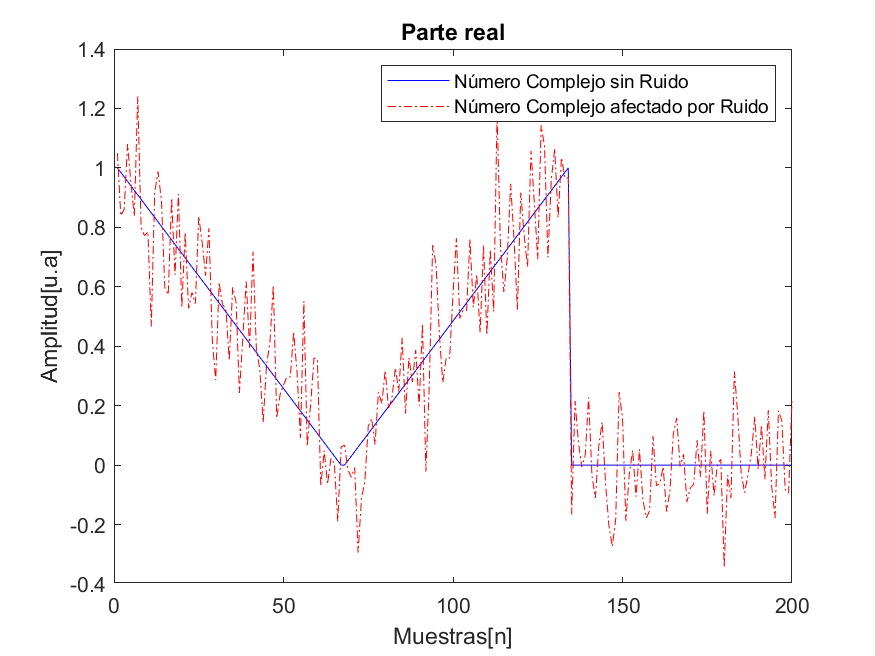 Parte real
Número Complejo sin Ruido
Número Complejo afectado por Ruido
Amplitud[u.a]
1.4
1.2
1
0.8
0.6
0.4
0.2
0
-0.2
-0.4
0 50 100 150 200
Muestras[n]